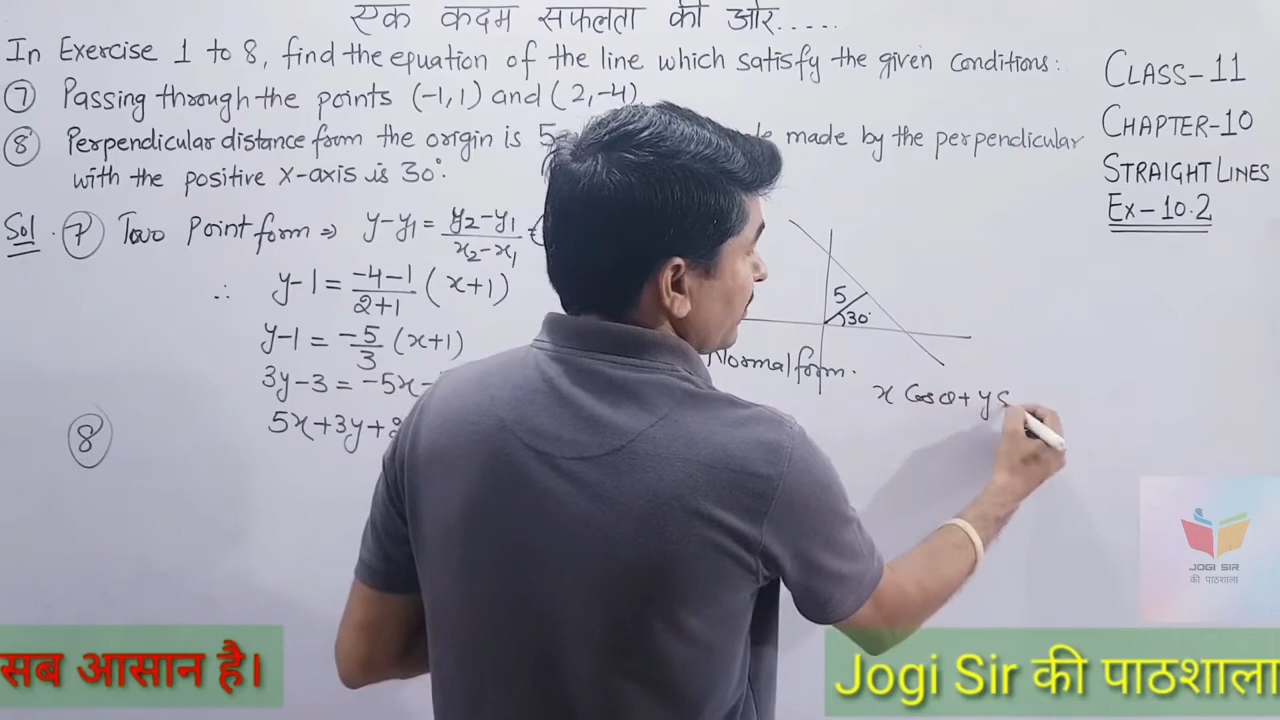 एक कदम सफलता की ओर.....
In Exercise 1 to 8, find the equation of the line which satisfy the given conditions:
⑦ Passing through the points (-1,1) and (2,-4)
⑧ Perpendicular distance from the origin is 5 made by the perpendicular
with the positive X-axis is 30°.
CLASS-11
CHAPTER-10
STRAIGHT LINES
Ex-10.2
Sol. ⑦ Two Point form ⇒ y-y₁ = (y₂-y₁)/(x₂-x₁)
∴ y-1 = (-4-1)/(2+1) (x+1)
y-1 = -5/3 (x+1)
3y-3 = -5x-
5x+3y+
⑧
5
30°
Normal form.
x Cosθ+ y S
JOGI SIR
की पाठशाला
सब आसान है।
Jogi Sir की पाठशाला